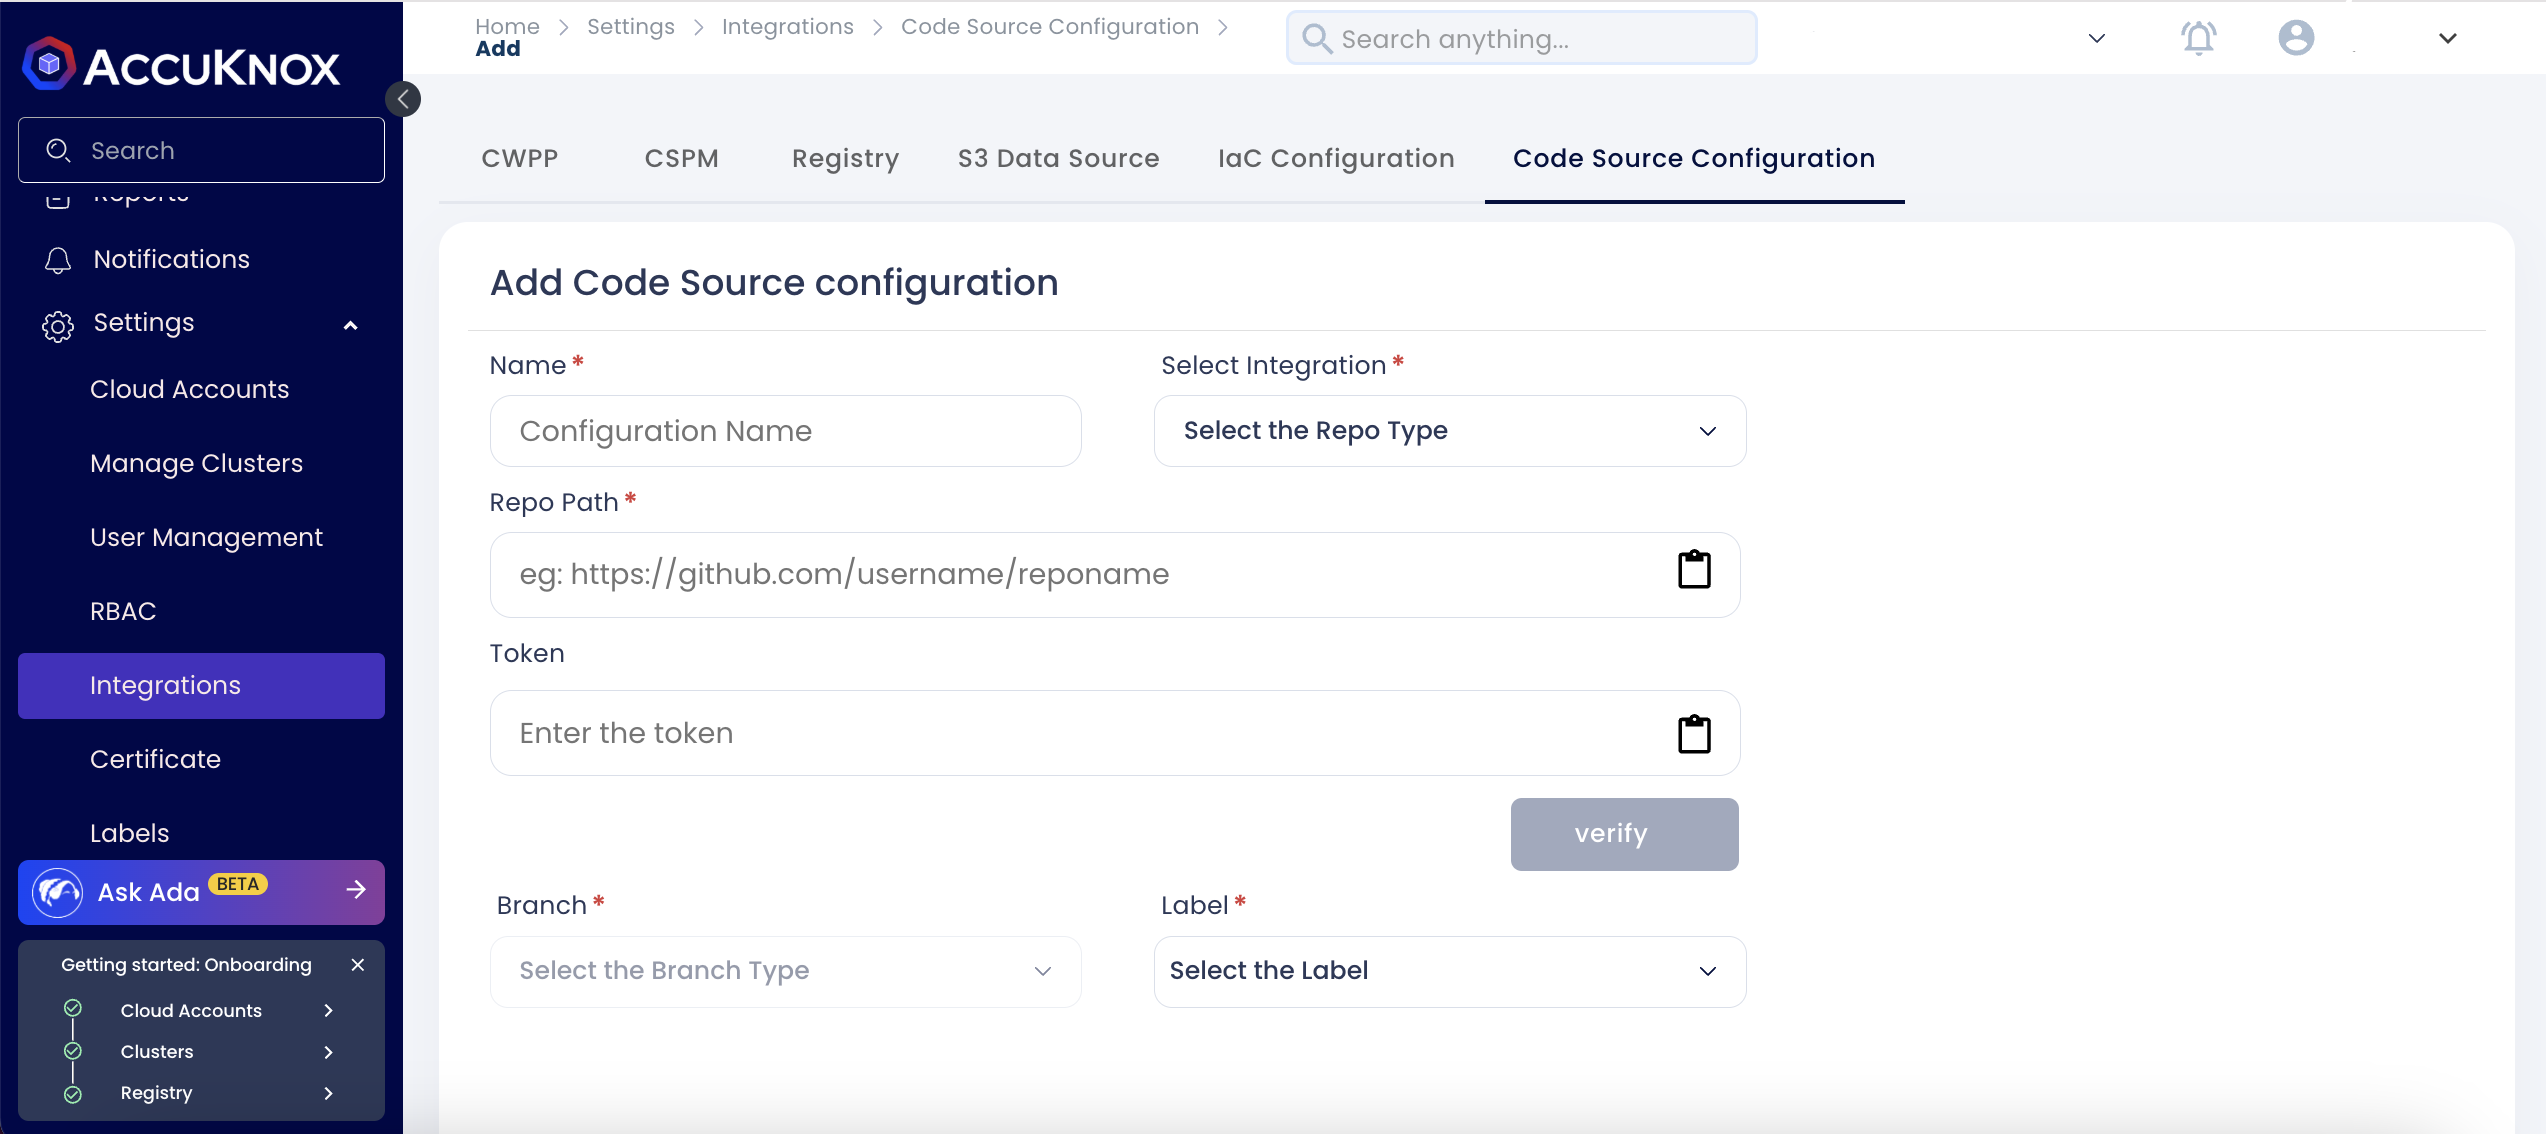 ACCUKNOX
Search
Reports
Notifications
Settings
Cloud Accounts
Manage Clusters
User Management
RBAC
Integrations
Certificate
Labels
Ask Ada BETA
Getting started: Onboarding
Cloud Accounts
Clusters
Registry
Home > Settings > Integrations > Code Source Configuration >
Add
Search anything...
CWPP CSPM Registry S3 Data Source IaC Configuration Code Source Configuration
Add Code Source configuration
Name * Select Integration *
Configuration Name Select the Repo Type
Repo Path *
eg: https://github.com/username/reponame
Token
Enter the token
verify
Branch * Label *
Select the Branch Type Select the Label